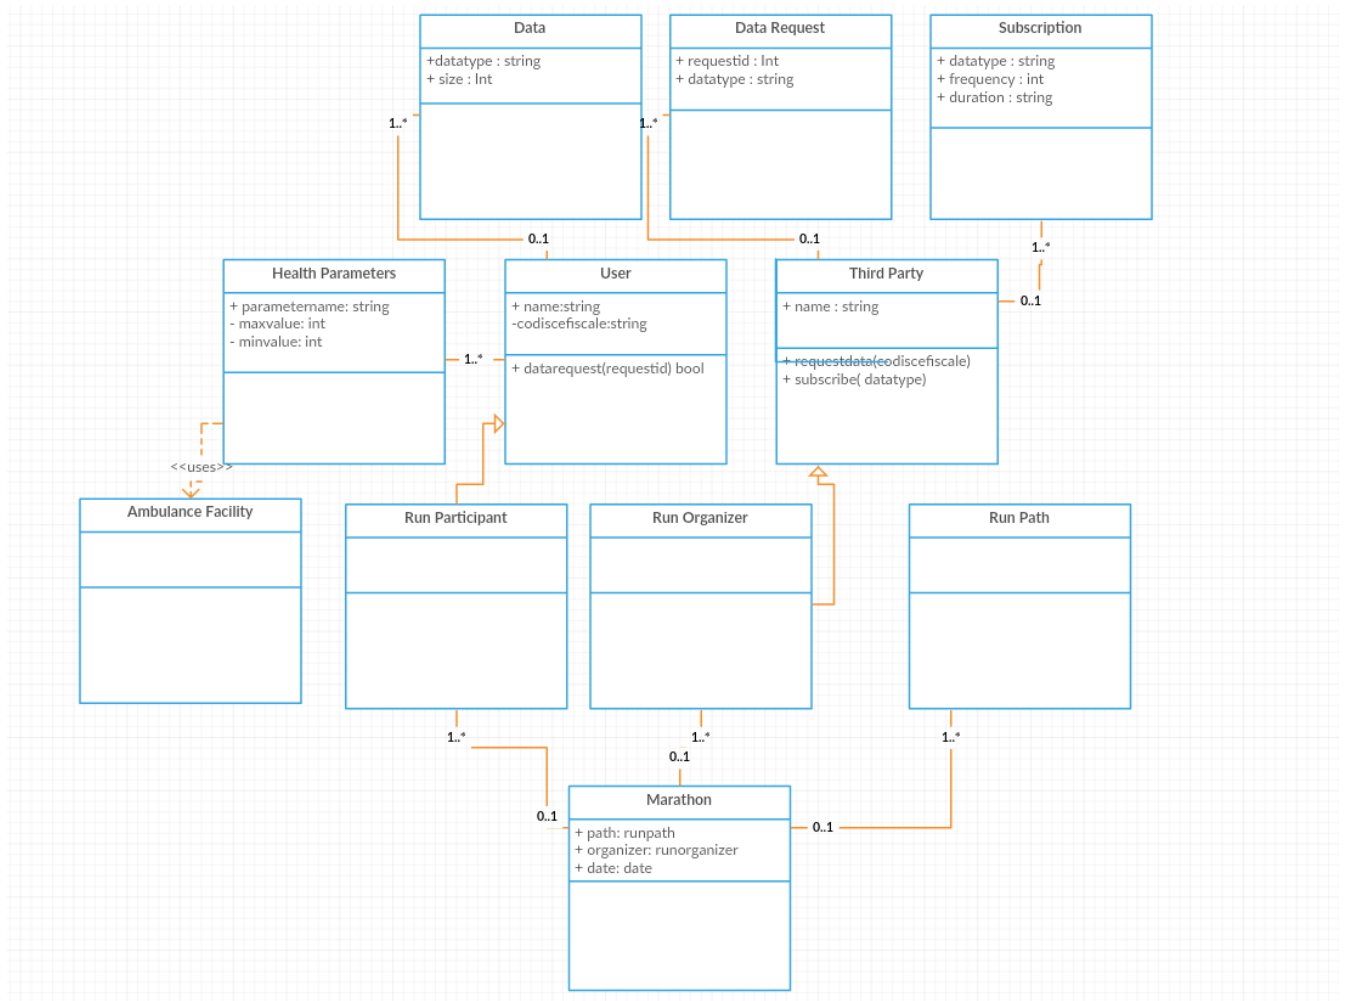 Data
+datatype : string
+ size : Int
Data Request
+ requestid : Int
+ datatype : string
Subscription
+ datatype : string
+ frequency : int
+ duration : string
1..*
1..*
0..1
0..1
1..*
Health Parameters
+ parametername: string
- maxvalue: int
- minvalue: int
User
+ name:string
-codiscefiscale:string
+ datarequest(requestid) bool
Third Party
+ name : string
+ requestdata(codiscefiscale)
+ subscribe( datatype)
0..1
1..*
<<uses>>
Ambulance Facility
Run Participant
Run Organizer
Run Path
1..*
1..*
1..*
0..1
0..1
0..1
Marathon
+ path: runpath
+ organizer: runorganizer
+ date: date